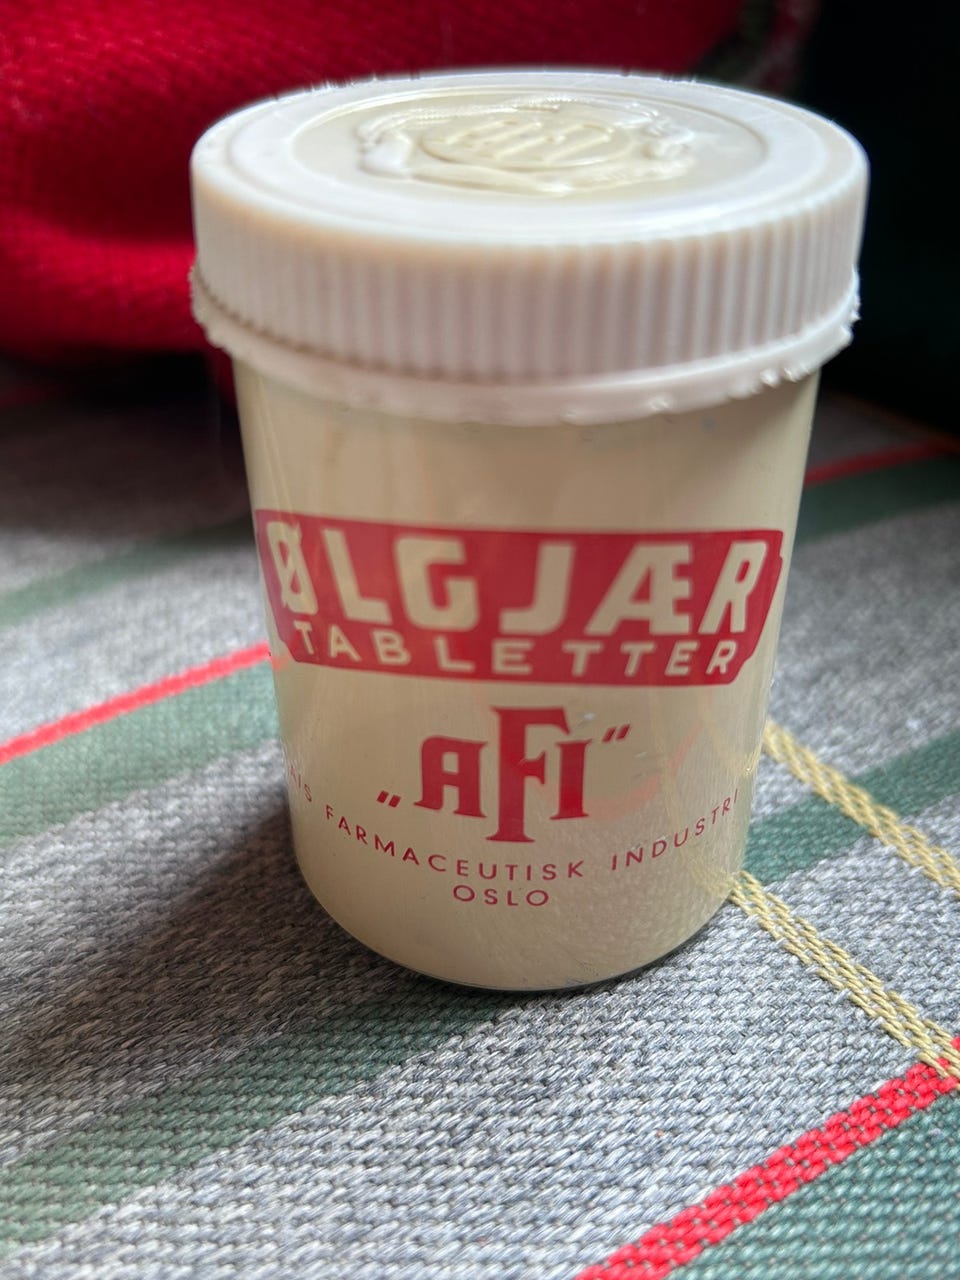 ØLGJÆR
TABLETTER
„AFI“
A/S FARMACEUTISK INDUSTRI
OSLO